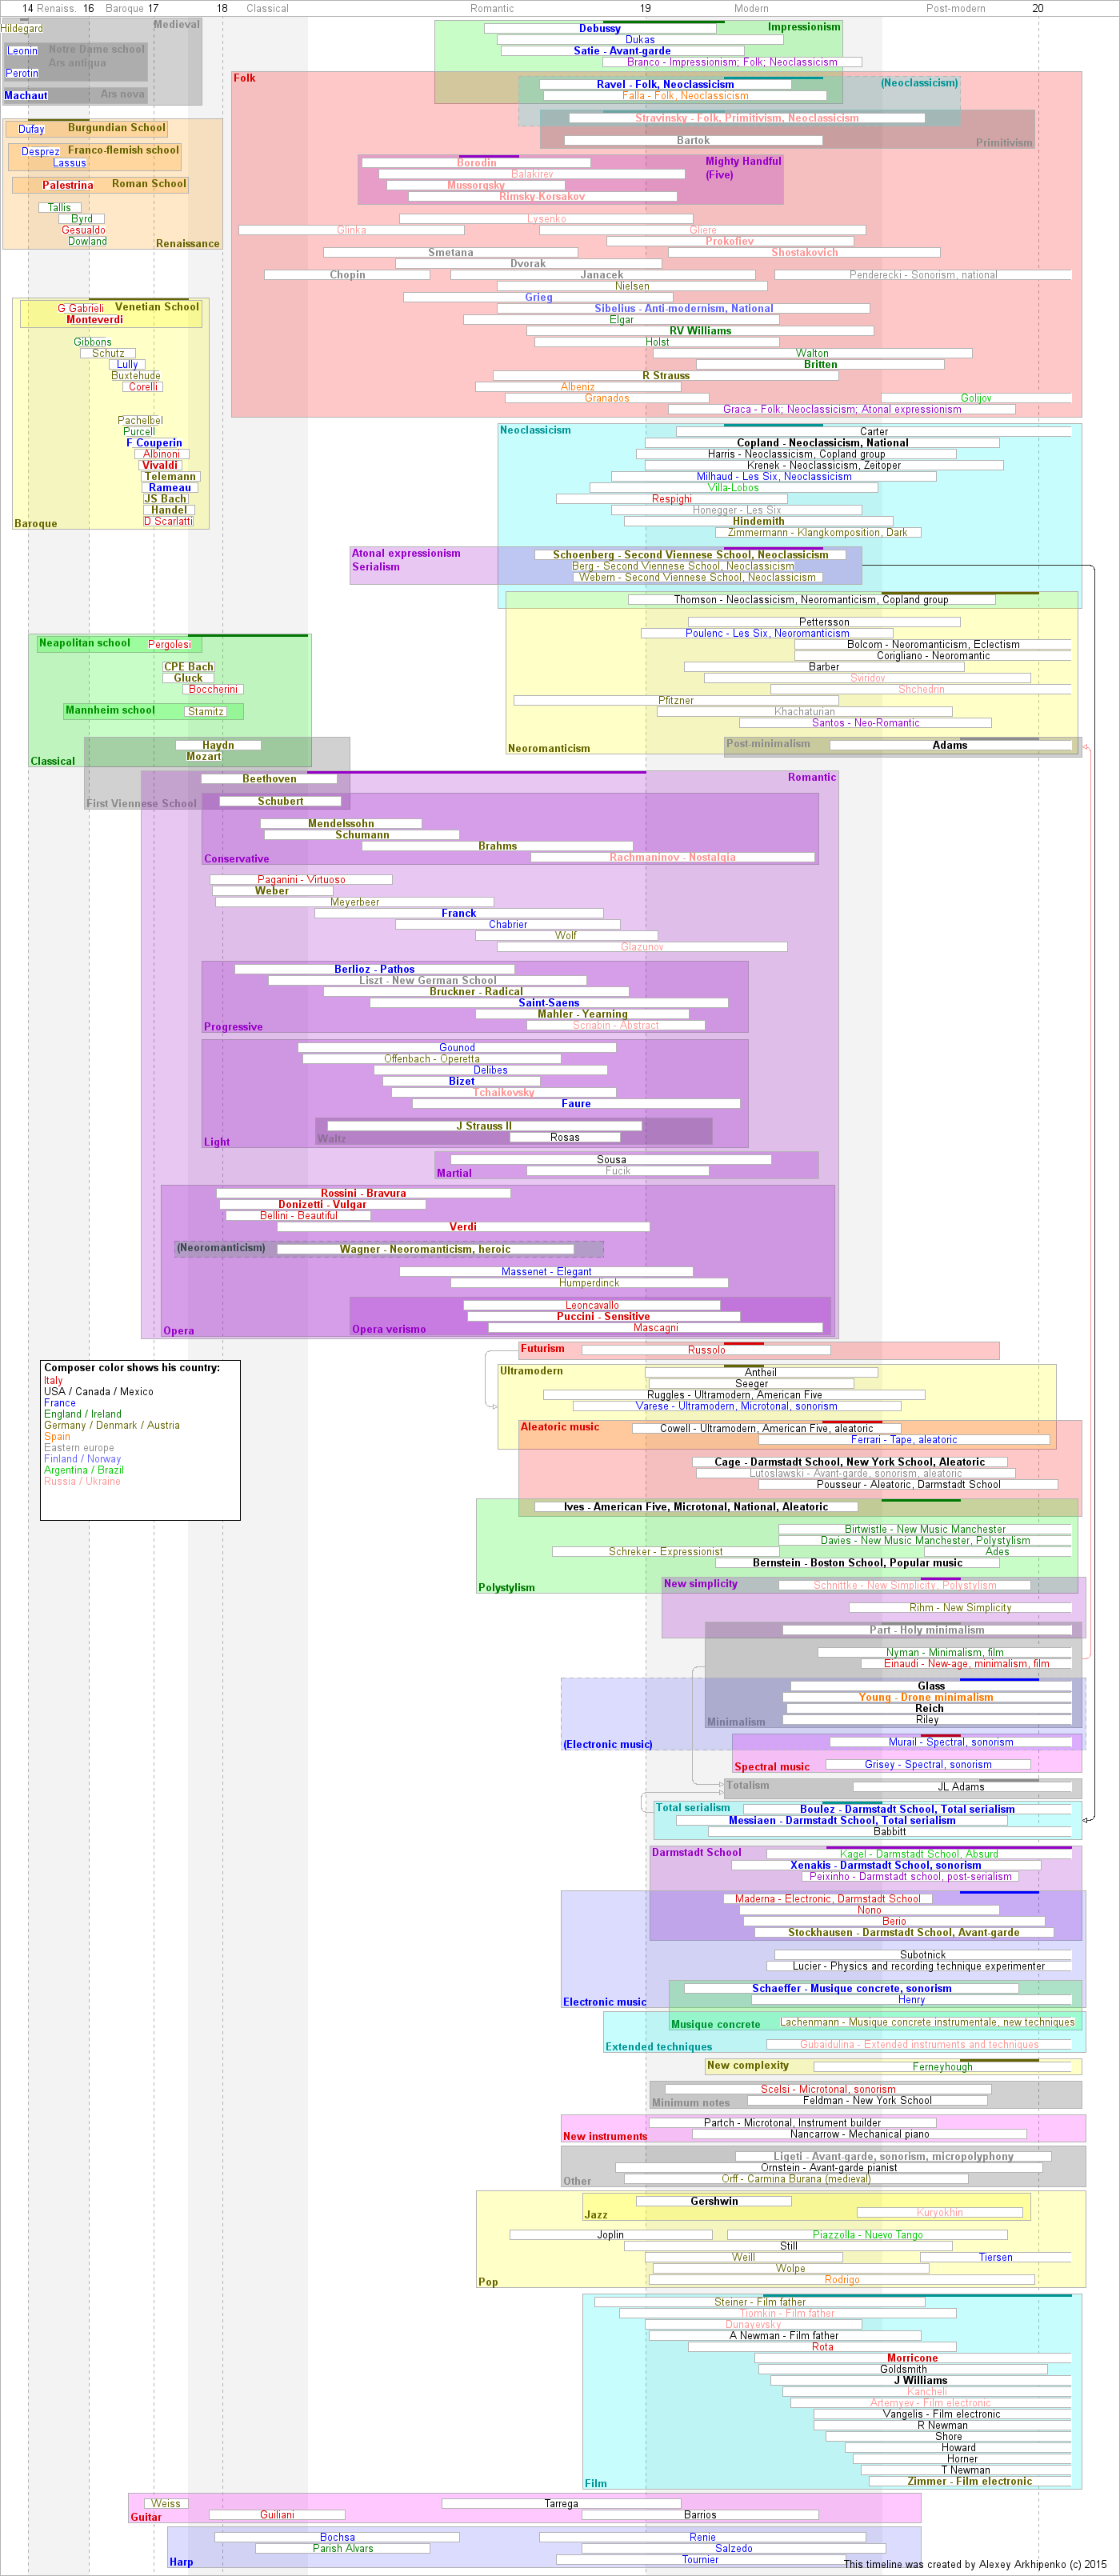 14 Renaiss. 16 Baroque 17 18 Classical Romantic 19 Modern Post-modern 20
Hildegard Medieval
Leonin Notre Dame school
Ars antiqua
Perotin
Machaut Ars nova
Dufay Burgundian School
Franco-flemish school
Desprez
Lassus
Palestrina Roman School
Tallis
Byrd
Gesualdo
Dowland
Renaissance
Venetian School
G Gabrieli
Monteverdi
Gibbons
Schutz
Lully
Buxtehude
Corelli
Pachelbel
Purcell
F Couperin
Albinoni
Vivaldi
Telemann
Rameau
JS Bach
Handel
D Scarlatti
Baroque
Neapolitan school
Pergolesi
CPE Bach
Gluck
Boccherini
Mannheim school
Stamitz
Haydn
Mozart
Classical
First Viennese School
Impressionism
Debussy
Dukas
Satie - Avant-garde
Branco - Impressionism; Folk; Neoclassicism
Folk
(Neoclassicism)
Ravel - Folk, Neoclassicism
Falla - Folk, Neoclassicism
Stravinsky - Folk, Primitivism, Neoclassicism
Bartok
Primitivism
Mighty Handful
(Five)
Borodin
Balakirev
Mussorgsky
Rimsky-Korsakov
Lysenko
Glinka
Gliere
Prokofiev
Smetana
Shostakovich
Dvorak
Chopin
Janacek
Penderecki - Sonorism, national
Nielsen
Grieg
Sibelius - Anti-modernism, National
Elgar
RV Williams
Holst
Walton
Britten
R Strauss
Albeniz
Granados
Golijov
Graca - Folk; Neoclassicism; Atonal expressionism
Neoclassicism
Carter
Copland - Neoclassicism, National
Harris - Neoclassicism, Copland group
Krenek - Neoclassicism, Zeitoper
Milhaud - Les Six, Neoclassicism
Villa-Lobos
Respighi
Honegger - Les Six
Hindemith
Zimmermann - Klangkomposition, Dark
Atonal expressionism
Serialism
Schoenberg - Second Viennese School, Neoclassicism
Berg - Second Viennese School, Neoclassicism
Webern - Second Viennese School, Neoclassicism
Thomson - Neoclassicism, Neoromanticism, Copland group
Pettersson
Poulenc - Les Six, Neoromanticism
Bolcom - Neoromanticism, Eclectism
Corigliano - Neoromantic
Barber
Sviridov
Shchedrin
Pfitzner
Khachaturian
Santos - Neo-Romantic
Neoromanticism
Post-minimalism
Adams
Romantic
Beethoven
Schubert
Mendelssohn
Schumann
Brahms
Rachmaninov - Nostalgia
Conservative
Paganini - Virtuoso
Weber
Meyerbeer
Franck
Chabrier
Wolf
Glazunov
Berlioz - Pathos
Liszt - New German School
Bruckner - Radical
Saint-Saens
Mahler - Yearning
Scriabin - Abstract
Progressive
Gounod
Offenbach - Operetta
Delibes
Bizet
Tchaikovsky
Faure
J Strauss II
Waltz
Rosas
Light
Sousa
Fucik
Martial
Rossini - Bravura
Donizetti - Vulgar
Bellini - Beautiful
Verdi
(Neoromanticism)
Wagner - Neoromanticism, heroic
Massenet - Elegant
Humperdinck
Leoncavallo
Puccini - Sensitive
Mascagni
Opera verismo
Opera
Composer color shows his country:
Italy
USA / Canada / Mexico
France
England / Ireland
Germany / Denmark / Austria
Spain
Eastern europe
Finland / Norway
Argentina / Brazil
Russia / Ukraine
Futurism
Russolo
Ultramodern
Antheil
Seeger
Ruggles - Ultramodern, American Five
Varese - Ultramodern, Microtonal, sonorism
Aleatoric music
Cowell - Ultramodern, American Five, aleatoric
Ferrari - Tape, aleatoric
Cage - Darmstadt School, New York School, Aleatoric
Lutoslawski - Avant-garde, sonorism, aleatoric
Pousseur - Aleatoric, Darmstadt School
Ives - American Five, Microtonal, National, Aleatoric
Birtwistle - New Music Manchester
Davies - New Music Manchester, Polystylism
Schreker - Expressionist
Ades
Bernstein - Boston School, Popular music
Polystylism
New simplicity
Schnittke - New Simplicity, Polystylism
Rihm - New Simplicity
Part - Holy minimalism
Nyman - Minimalism, film
Einaudi - New-age, minimalism, film
Glass
Young - Drone minimalism
Reich
Riley
Minimalism
(Electronic music)
Murail - Spectral, sonorism
Grisey - Spectral, sonorism
Spectral music
Totalism
JL Adams
Total serialism
Boulez - Darmstadt School, Total serialism
Messiaen - Darmstadt School, Total serialism
Babbitt
Darmstadt School
Kagel - Darmstadt School, Absurd
Xenakis - Darmstadt School, sonorism
Peixinho - Darmstadt school, post-serialism
Maderna - Electronic, Darmstadt School
Nono
Berio
Stockhausen - Darmstadt School, Avant-garde
Subotnick
Lucier - Physics and recording technique experimenter
Schaeffer - Musique concrete, sonorism
Henry
Electronic music
Lachenmann - Musique concrete instrumentale, new techniques
Musique concrete
Gubaidulina - Extended instruments and techniques
Extended techniques
New complexity
Ferneyhough
Scelsi - Microtonal, sonorism
Feldman - New York School
Minimum notes
Partch - Microtonal, Instrument builder
Nancarrow - Mechanical piano
New instruments
Ligeti - Avant-garde, sonorism, micropolyphony
Ornstein - Avant-garde pianist
Orff - Carmina Burana (medieval)
Other
Gershwin
Kuryokhin
Jazz
Joplin
Piazzolla - Nuevo Tango
Still
Weill
Tiersen
Wolpe
Rodrigo
Pop
Steiner - Film father
Tiomkin - Film father
Dunayevsky
A Newman - Film father
Rota
Morricone
Goldsmith
J Williams
Kancheli
Artemyev - Film electronic
Vangelis - Film electronic
R Newman
Shore
Howard
Horner
T Newman
Zimmer - Film electronic
Film
Weiss
Tarrega
Guiliani
Barrios
Guitar
Bochsa
Renie
Parish Alvars
Salzedo
Tournier
Harp
This timeline was created by Alexey Arkhipenko (c) 2015